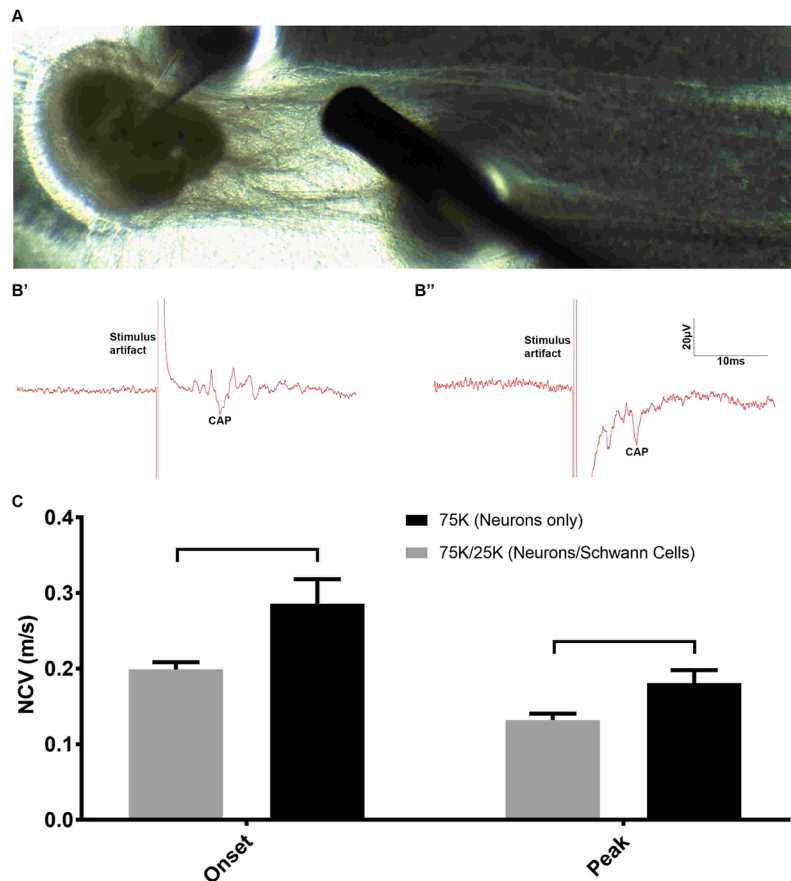 A
B’
B”
Stimulus
artifact
CAP
Stimulus
artifact
20μV
10ms
CAP
C
75K (Neurons only)
75K/25K (Neurons/Schwann Cells)
NCV (m/s)
0.4
0.3
0.2
0.1
0.0
Onset
Peak